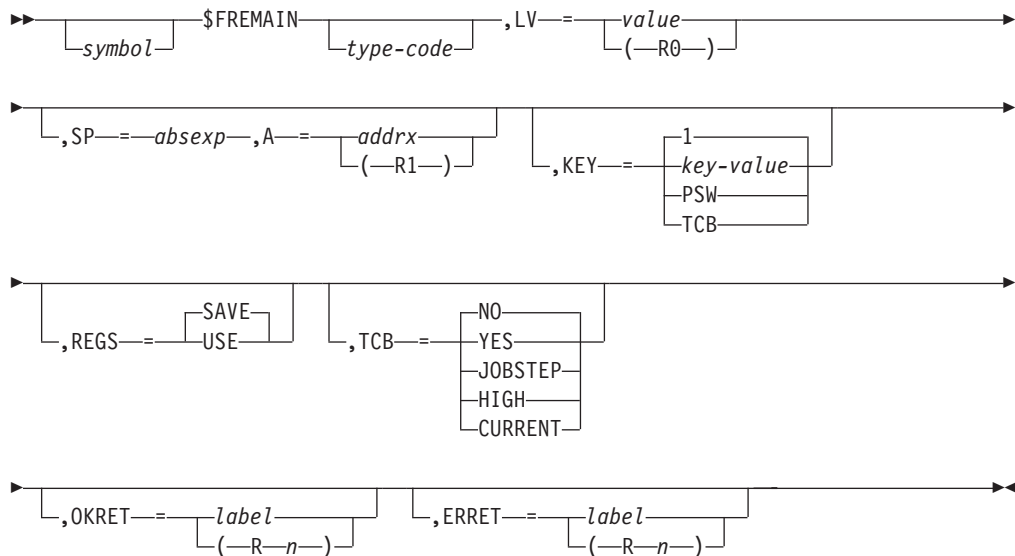 $FREMAIN ,LV = value
symbol type-code ( R0 )
,SP = absexp ,A = addrx 1
( R1 ) ,KEY = key-value
PSW
TCB
SAVE NO
,REGS = USE ,TCB = YES
JOBSTEP
HIGH
CURRENT
,OKRET = label ,ERRET = label
( R n ) ( R n )